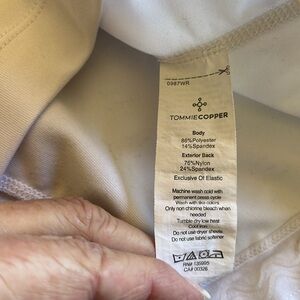 0987WR
TOMMIECOPPER
Body
86%Polyester
14%Spandex
Exterior Back
76%Nylon
24%Spandex
Exclusive Of Elastic
Machine wash cold with
permanent press cycle
Wash with like colors
Only non chlorine bleach when
needed
Tumble dry low heat
Cool iron
Do not use dryer sheets
Do not use fabric softener
RN# 135995
CA# 00326